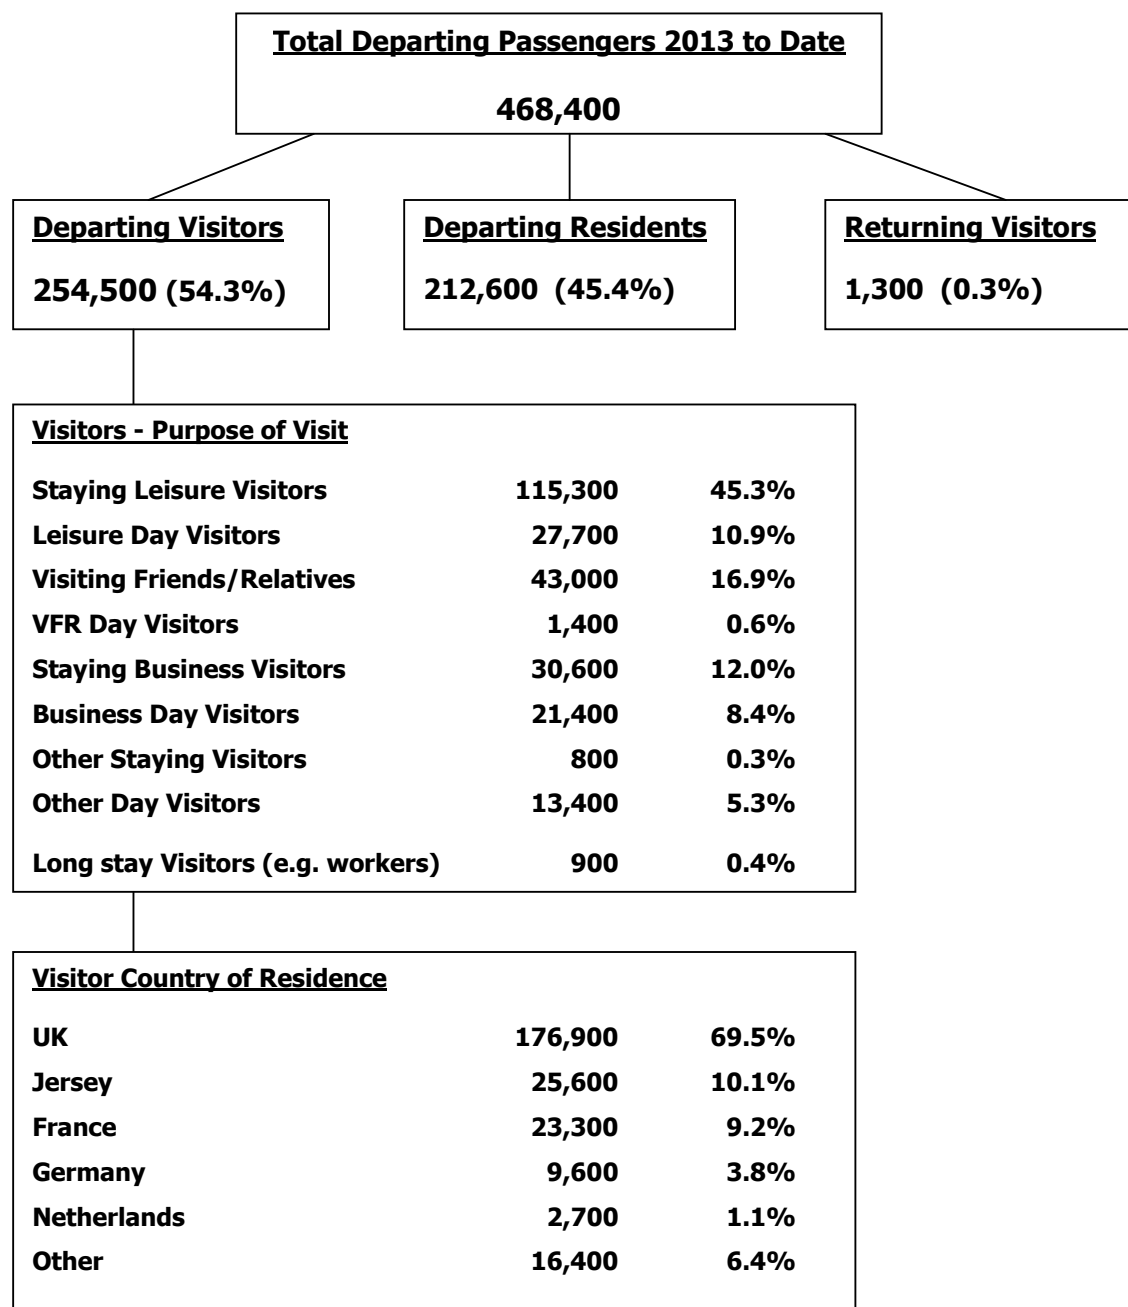 Total Departing Passengers 2013 to Date
468,400
Departing Visitors
254,500 (54.3%)
Departing Residents
212,600 (45.4%)
Returning Visitors
1,300 (0.3%)
Visitors - Purpose of Visit
Staying Leisure Visitors 115,300 45.3%
Leisure Day Visitors 27,700 10.9%
Visiting Friends/Relatives 43,000 16.9%
VFR Day Visitors 1,400 0.6%
Staying Business Visitors 30,600 12.0%
Business Day Visitors 21,400 8.4%
Other Staying Visitors 800 0.3%
Other Day Visitors 13,400 5.3%
Long stay Visitors (e.g. workers) 900 0.4%
Visitor Country of Residence
UK 176,900 69.5%
Jersey 25,600 10.1%
France 23,300 9.2%
Germany 9,600 3.8%
Netherlands 2,700 1.1%
Other 16,400 6.4%